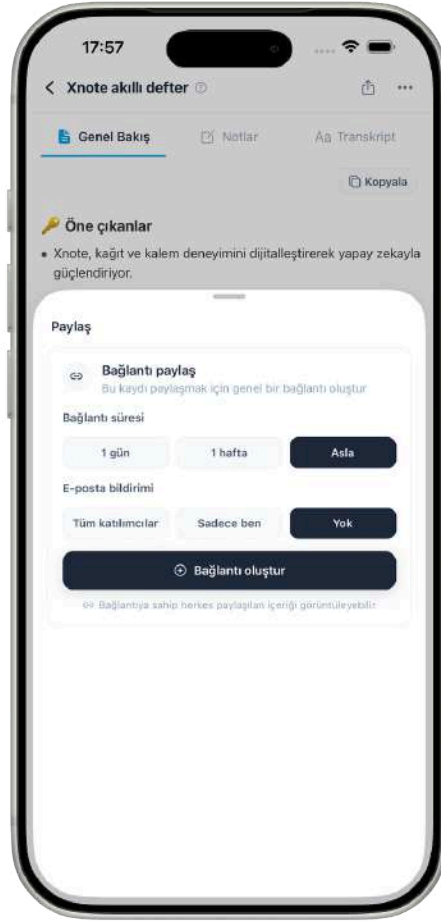 17:57
Xnote akıllı defter
Genel Bakış
Notlar
Aa Transkript
Kopyala
Öne çıkanlar
• Xnote, kağıt ve kalem deneyimini dijitalleştirerek yapay zekayla
güçlendiriyor.
Paylaş
Bağlantı paylaş
Bu kaydı paylaşmak için genel bir bağlantı oluştur
Bağlantı süresi
1 gün
1 hafta
Asla
E-posta bildirimi
Tüm katılımcılar
Sadece ben
Yok
Bağlantı oluştur
Bağlantıya sahip herkes paylaşılan içeriği görüntüleyebilir.